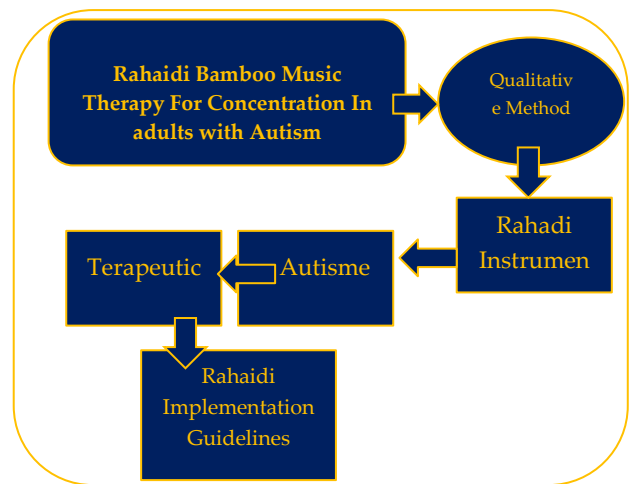 Rahaidi Bamboo Music
Therapy For Concentration In
adults with Autism
Qualitativ
e Method
Rahadi
Instrumen
Autisme
Terapeutic
Rahaidi
Implementation
Guidelines